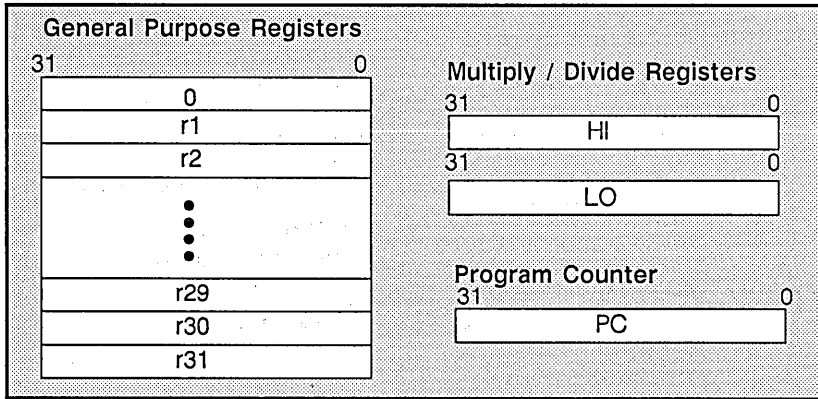 General Purpose Registers
31 0
0
r1
r2
r29
r30
r31
Multiply / Divide Registers
31 0
HI
31 0
LO
Program Counter
31 0
PC